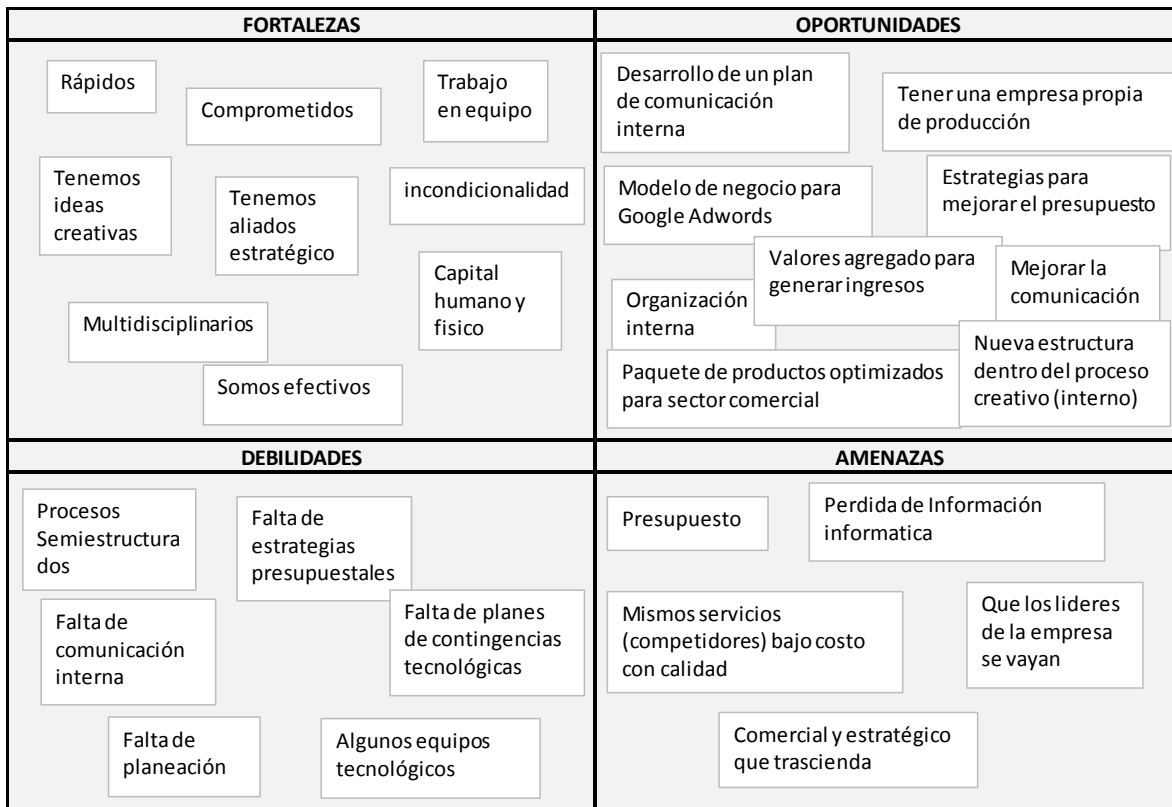 FORTALEZAS
Rápidos
Comprometidos
Trabajo
en equipo
Tenemos
ideas
creativas
Tenemos
aliados
estratégico
incondicionalidad
Capital
humano y
fisico
Multidisciplinarios
Somos efectivos
OPORTUNIDADES
Desarrollo de un plan
de comunicación
interna
Tener una empresa propia
de producción
Modelo de negocio para
Google Adwords
Estrategias para
mejorar el presupuesto
Valores agregado para
generar ingresos
Mejorar la
comunicación
Organización
interna
Paquete de productos optimizados
para sector comercial
Nueva estructura
dentro del proceso
creativo (interno)
DEBILIDADES
Procesos
Semiestructura
dos
Falta de
estrategias
presupuestales
Falta de
comunicación
interna
Falta de planes
de contingencias
tecnológicas
Falta de
planeación
Algunos equipos
tecnológicos
AMENAZAS
Presupuesto
Perdida de Información
informatica
Mismos servicios
(competidores) bajo costo
con calidad
Que los lideres
de la empresa
se vayan
Comercial y estratégico
que trascienda